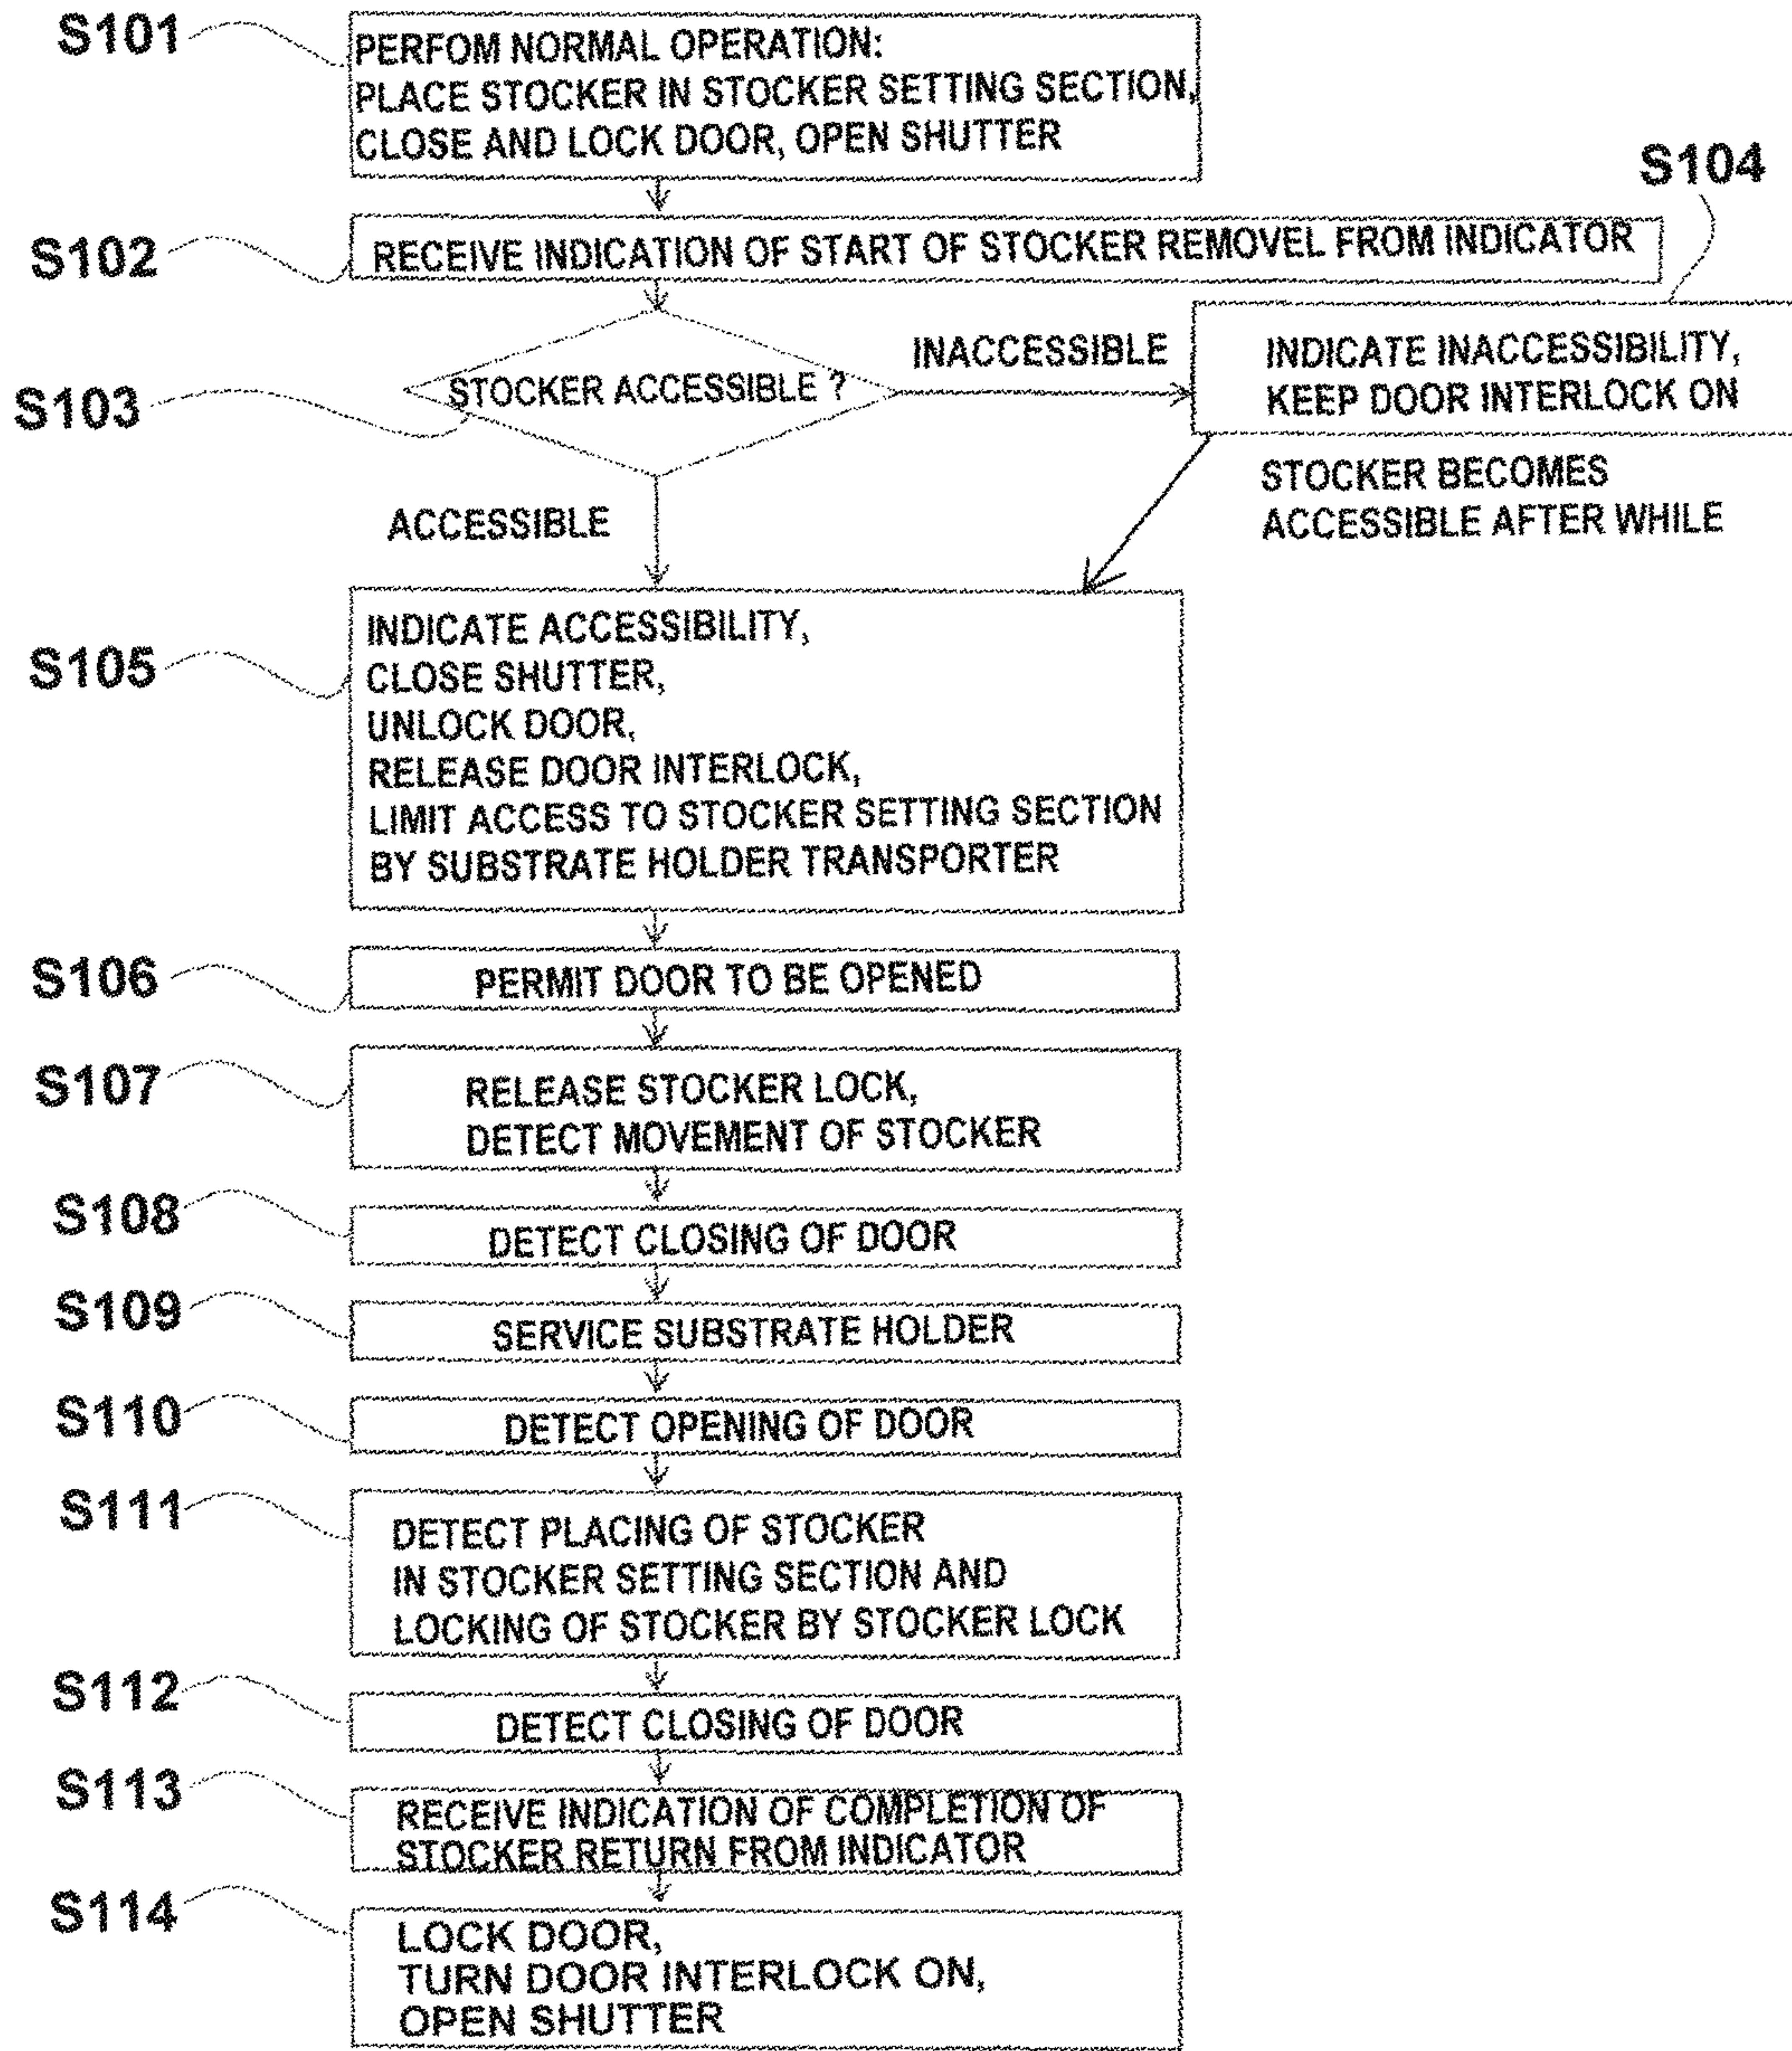 S101
PERFOM NORMAL OPERATION:
PLACE STOCKER IN STOCKER SETTING SECTION,
CLOSE AND LOCK DOOR, OPEN SHUTTER
S102
RECEIVE INDICATION OF START OF STOCKER REMOVEL FROM INDICATOR
S103
STOCKER ACCESSIBLE ?
INACCESSIBLE
S104
INDICATE INACCESSIBILITY,
KEEP DOOR INTERLOCK ON
STOCKER BECOMES
ACCESSIBLE AFTER WHILE
ACCESSIBLE
S105
INDICATE ACCESSIBILITY,
CLOSE SHUTTER,
UNLOCK DOOR,
RELEASE DOOR INTERLOCK,
LIMIT ACCESS TO STOCKER SETTING SECTION
BY SUBSTRATE HOLDER TRANSPORTER
S106
PERMIT DOOR TO BE OPENED
S107
RELEASE STOCKER LOCK,
DETECT MOVEMENT OF STOCKER
S108
DETECT CLOSING OF DOOR
S109
SERVICE SUBSTRATE HOLDER
S110
DETECT OPENING OF DOOR
S111
DETECT PLACING OF STOCKER
IN STOCKER SETTING SECTION AND
LOCKING OF STOCKER BY STOCKER LOCK
S112
DETECT CLOSING OF DOOR
S113
RECEIVE INDICATION OF COMPLETION OF
STOCKER RETURN FROM INDICATOR
S114
LOCK DOOR,
TURN DOOR INTERLOCK ON,
OPEN SHUTTER